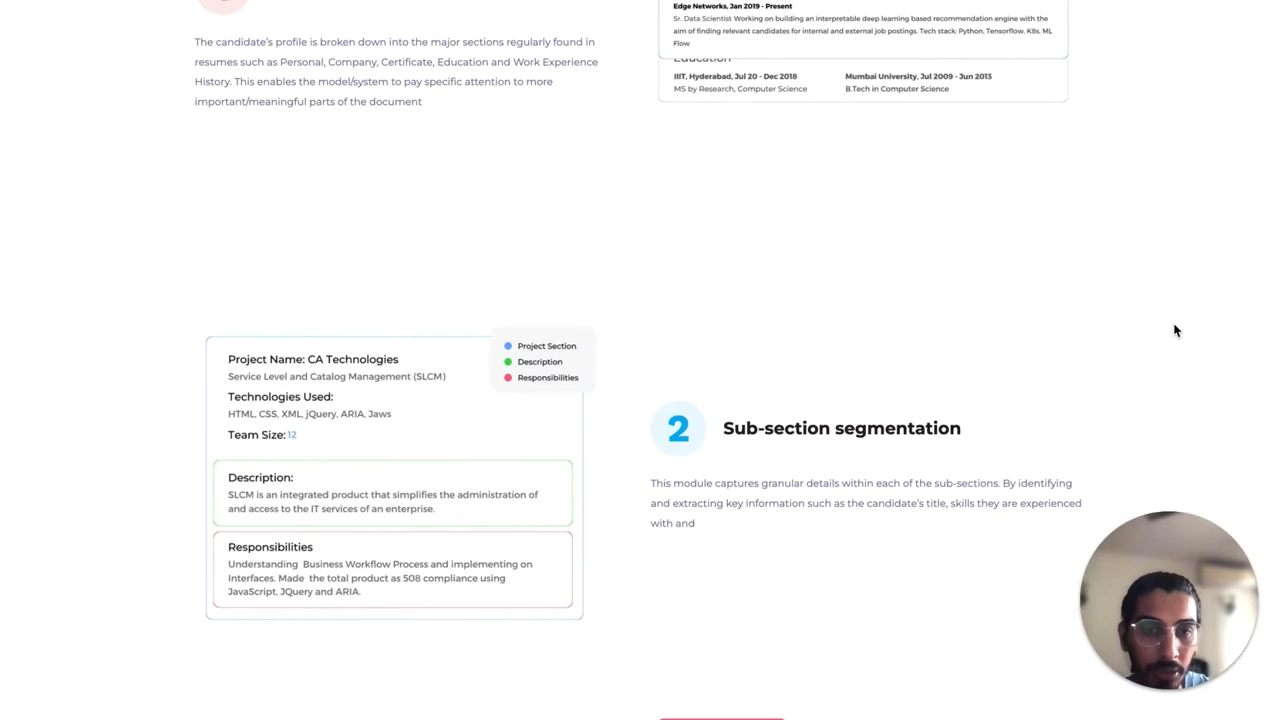 The candidate's profile is broken down into the major sections regularly found in
resumes such as Personal, Company, Certificate, Education and Work Experience
History. This enables the model/system to pay specific attention to more
important/meaningful parts of the document
Edge Networks, Jan 2019 - Present
Sr. Data Scientist Working on building an interpretable deep learning based recommendation engine with the
aim of finding relevant candidates for internal and external job postings. Tech stack: Python, Tensorflow, K8s, ML
Flow
Education
IIIT, Hyderabad, Jul 20 - Dec 2018
MS by Research, Computer Science
Mumbai University, Jul 2009 - Jun 2013
B.Tech in Computer Science
Project Section
Description
Responsibilities
Project Name: CA Technologies
Service Level and Catalog Management (SLCM)
Technologies Used:
HTML, CSS, XML, jQuery, ARIA, Jaws
Team Size: 12
Description:
SLCM is an integrated product that simplifies the administration of
and access to the IT services of an enterprise.
Responsibilities
Understanding Business Workflow Process and implementing on
Interfaces. Made the total product as 508 compliance using
JavaScript, JQuery and ARIA.
2 Sub-section segmentation
This module captures granular details within each of the sub-sections. By identifying
and extracting key information such as the candidate's title, skills they are experienced
with and